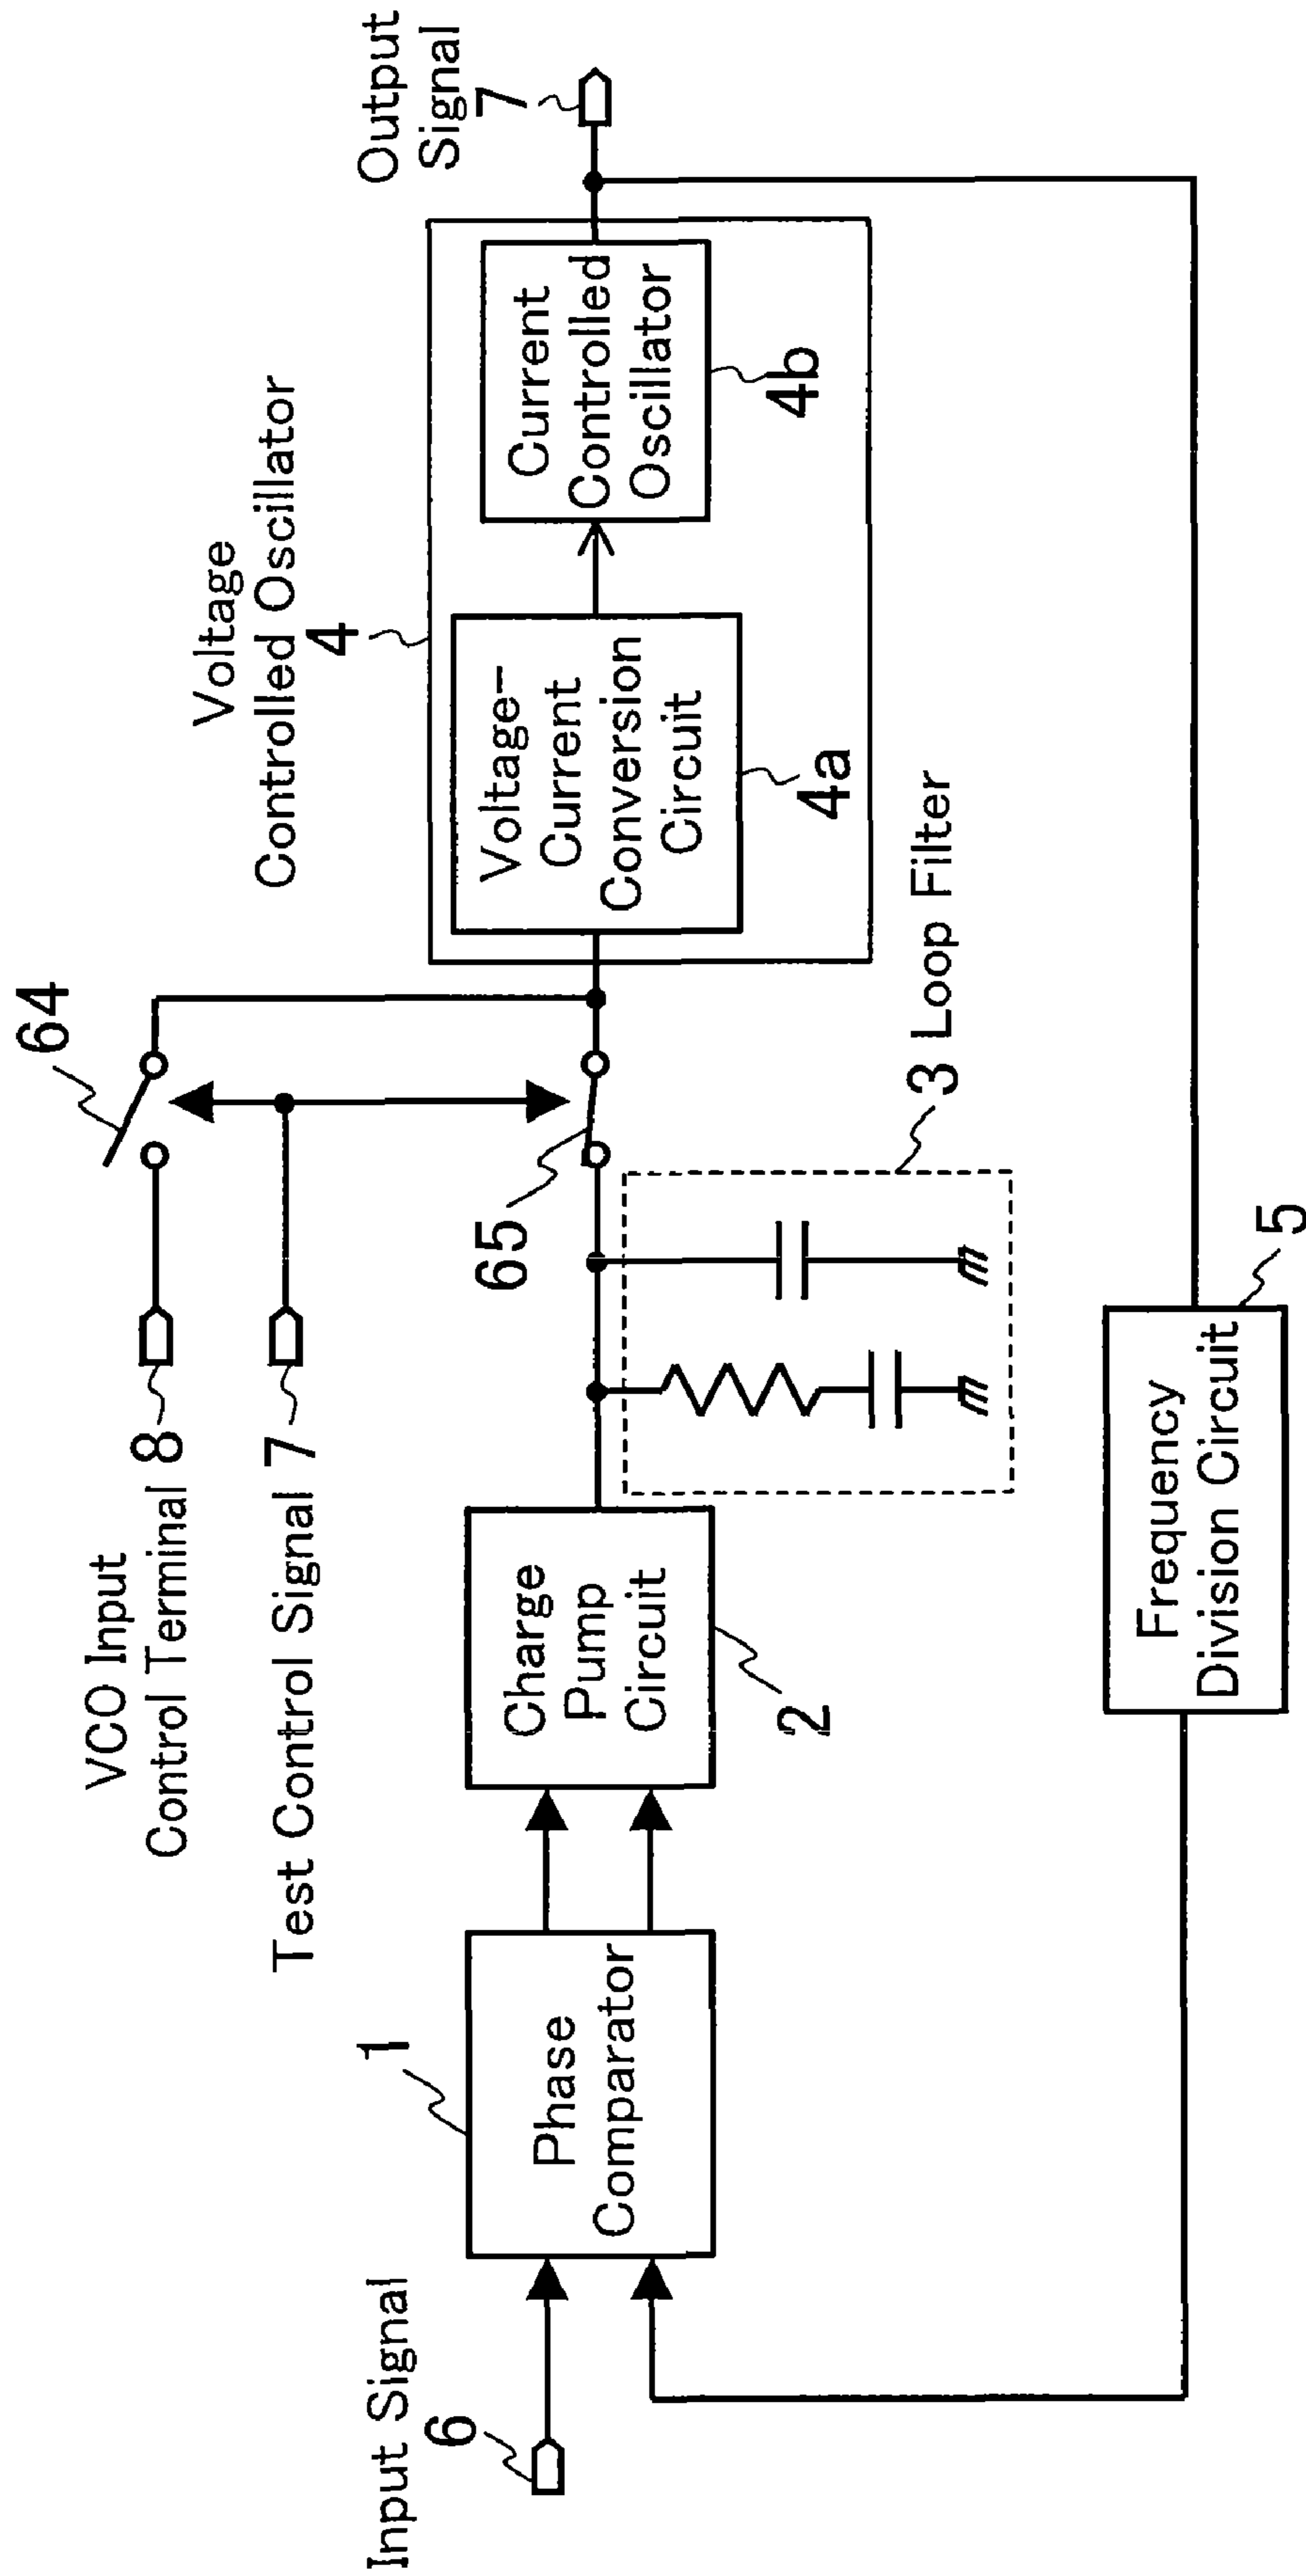 VCO Input
Control Terminal 8
Test Control Signal 7
64
65
Voltage
Controlled Oscillator
4
Output
Signal
7
Input Signal
6
1
Phase
Comparator
Charge
Pump
Circuit
2
3 Loop Filter
Voltage–
Current
Conversion
Circuit
4a
Current
Controlled
Oscillator
4b
Frequency
Division Circuit
5